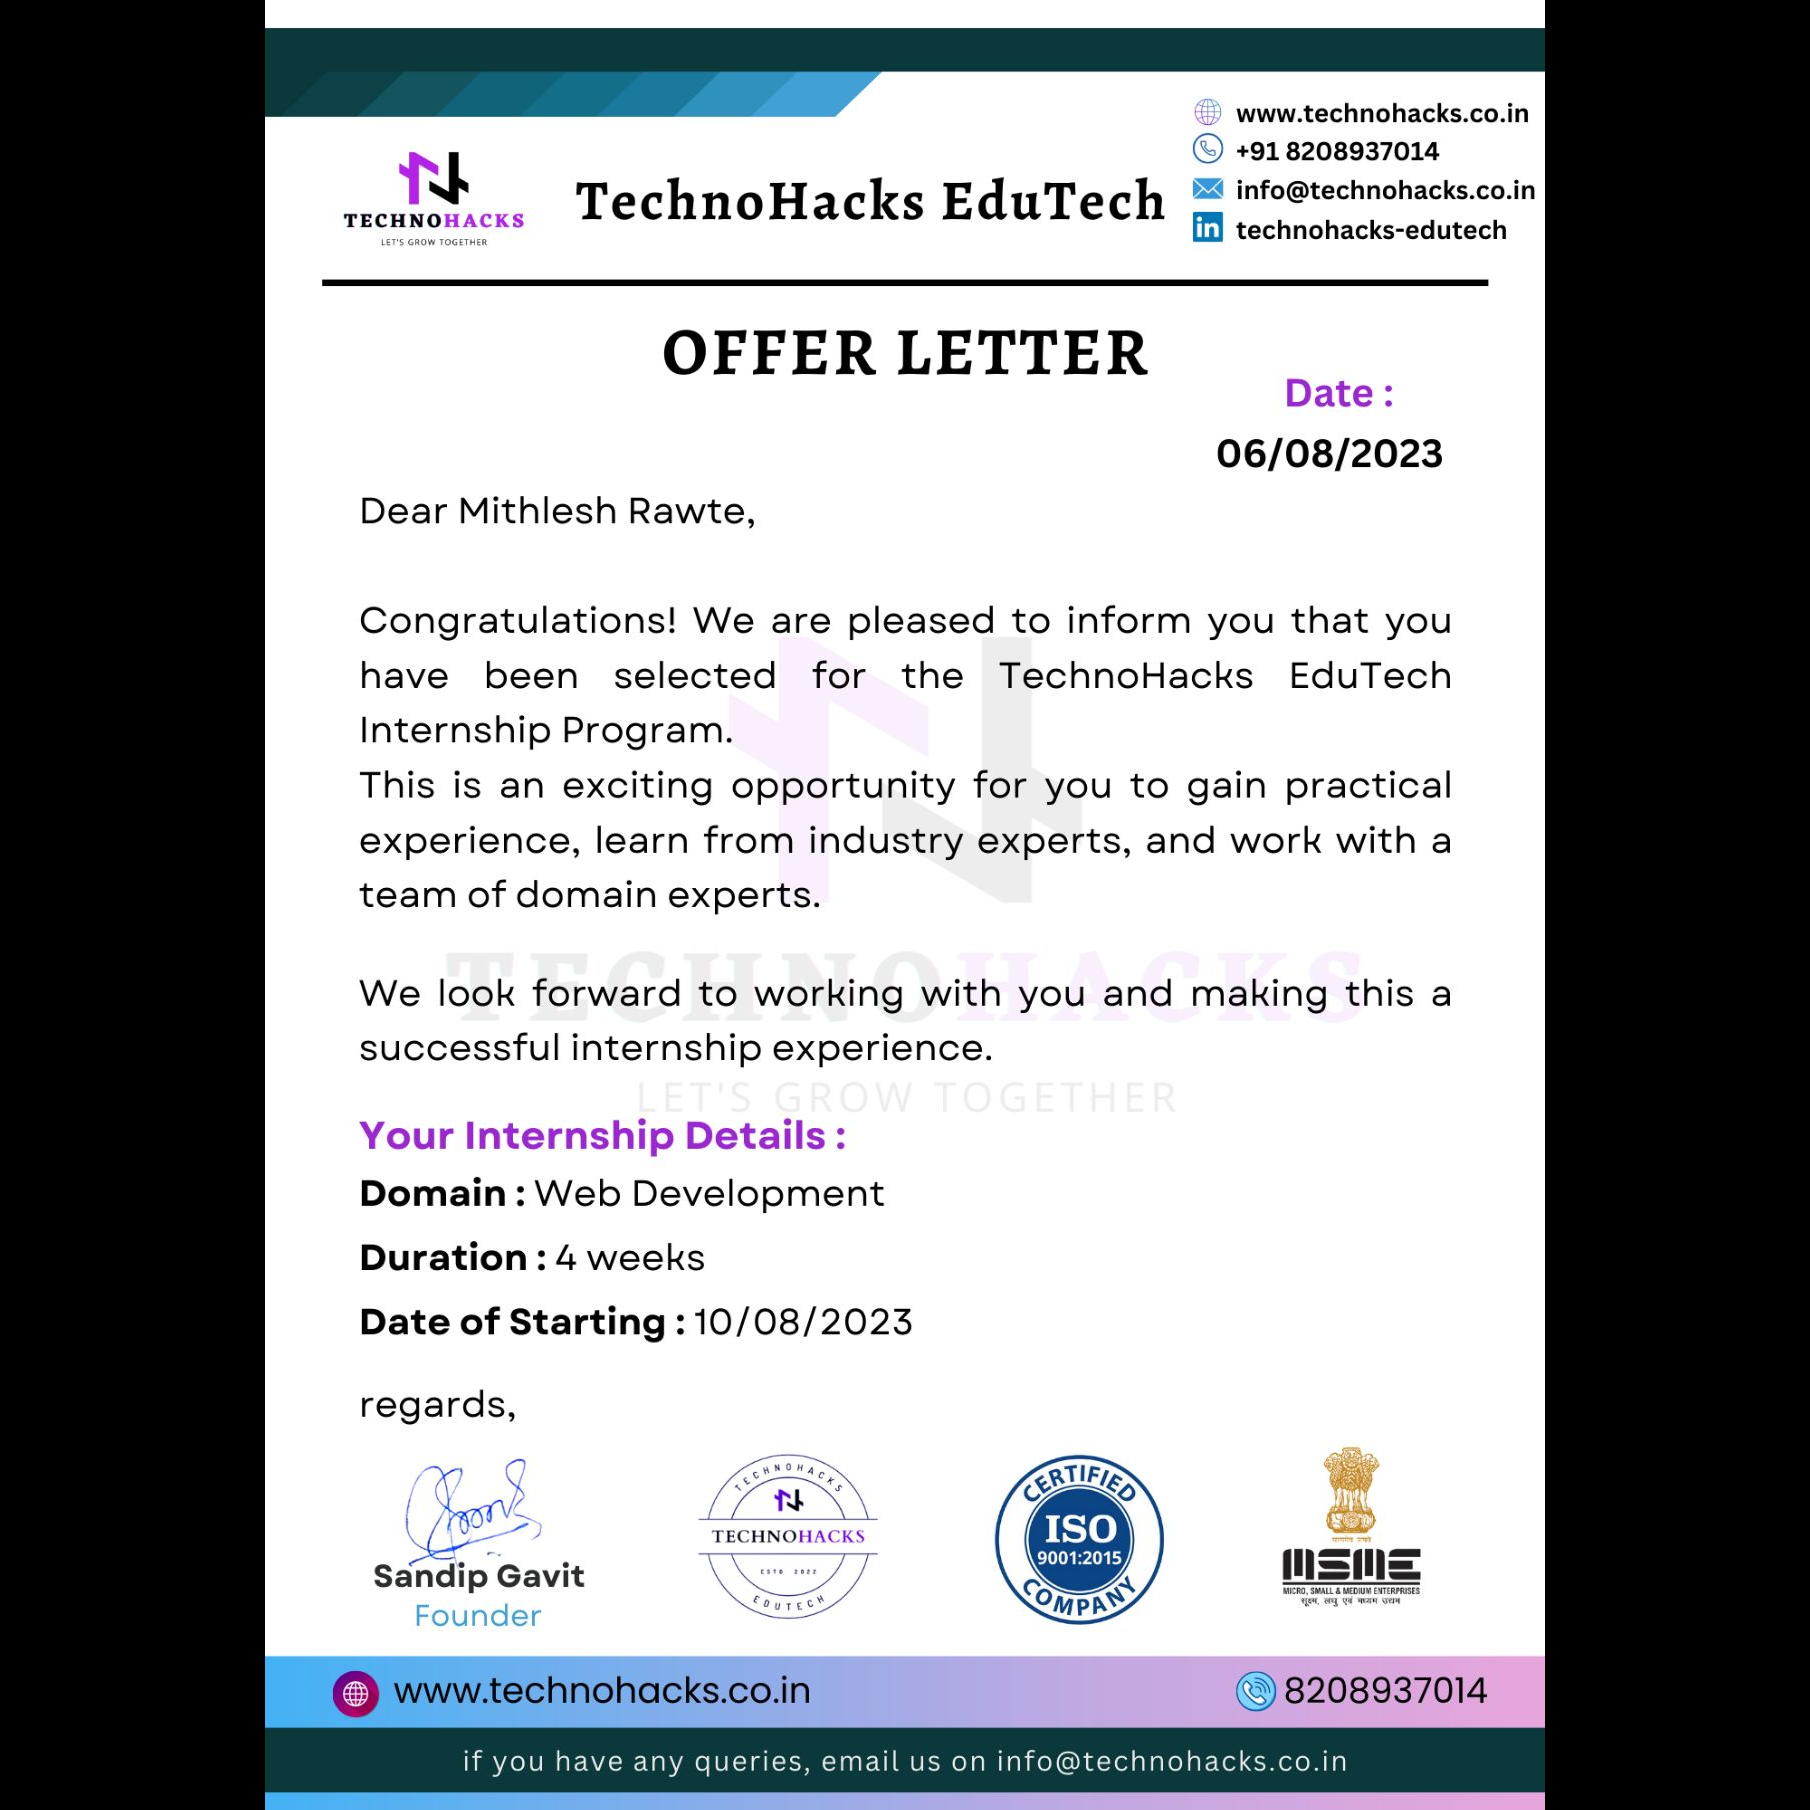 www.technohacks.co.in
+91 8208937014
info@technohacks.co.in
in technohacks-edutech
TECHNOHACKS
LET'S GROW TOGETHER
TechnoHacks EduTech
OFFER LETTER
Date :
06/08/2023
Dear Mithlesh Rawte,
Congratulations! We are pleased to inform you that you
have been selected for the TechnoHacks EduTech
Internship Program.
This is an exciting opportunity for you to gain practical
experience, learn from industry experts, and work with a
team of domain experts.
TECHNOHACKS
We look forward to working with you and making this a
successful internship experience.
LET'S GROW TOGETHER
Your Internship Details :
Domain : Web Development
Duration : 4 weeks
Date of Starting : 10/08/2023
regards,
Sandip Gavit
Founder
TECHNOHACKS
TECHNOHACKS
ESTD 2022
EDUTECH
CERTIFIED
ISO
9001:2015
COMPANY
सत्यमेव जयते
MSME
MICRO, SMALL & MEDIUM ENTERPRISES
सूक्ष्म, लघु एवं मध्यम उद्यम
www.technohacks.co.in
8208937014
if you have any queries, email us on info@technohacks.co.in